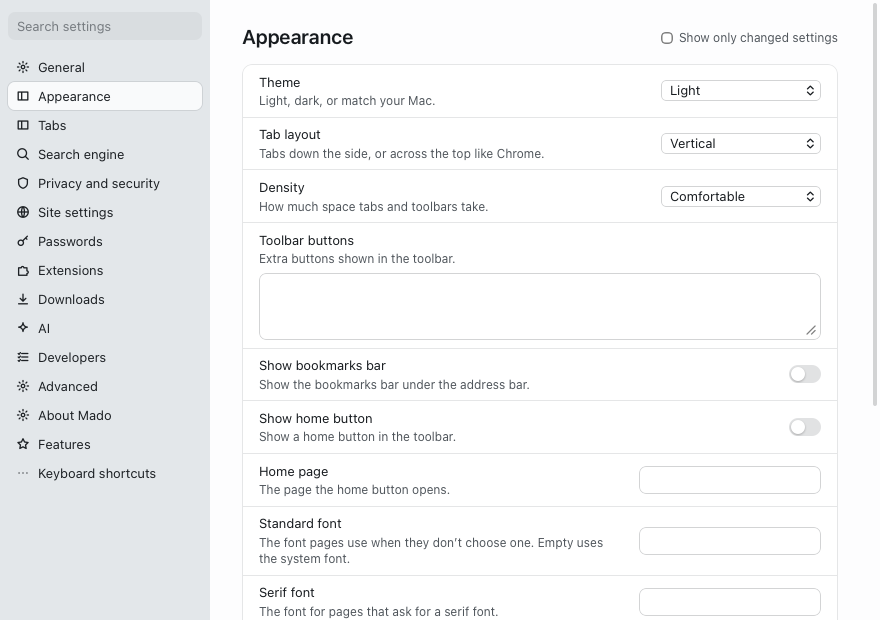 Search settings
General
Appearance
Tabs
Search engine
Privacy and security
Site settings
Passwords
Extensions
Downloads
AI
Developers
Advanced
About Mado
Features
Keyboard shortcuts
Appearance
Show only changed settings
Theme
Light, dark, or match your Mac.
Light
Tab layout
Tabs down the side, or across the top like Chrome.
Vertical
Density
How much space tabs and toolbars take.
Comfortable
Toolbar buttons
Extra buttons shown in the toolbar.
Show bookmarks bar
Show the bookmarks bar under the address bar.
Show home button
Show a home button in the toolbar.
Home page
The page the home button opens.
Standard font
The font pages use when they don’t choose one. Empty uses
the system font.
Serif font
The font for pages that ask for a serif font.